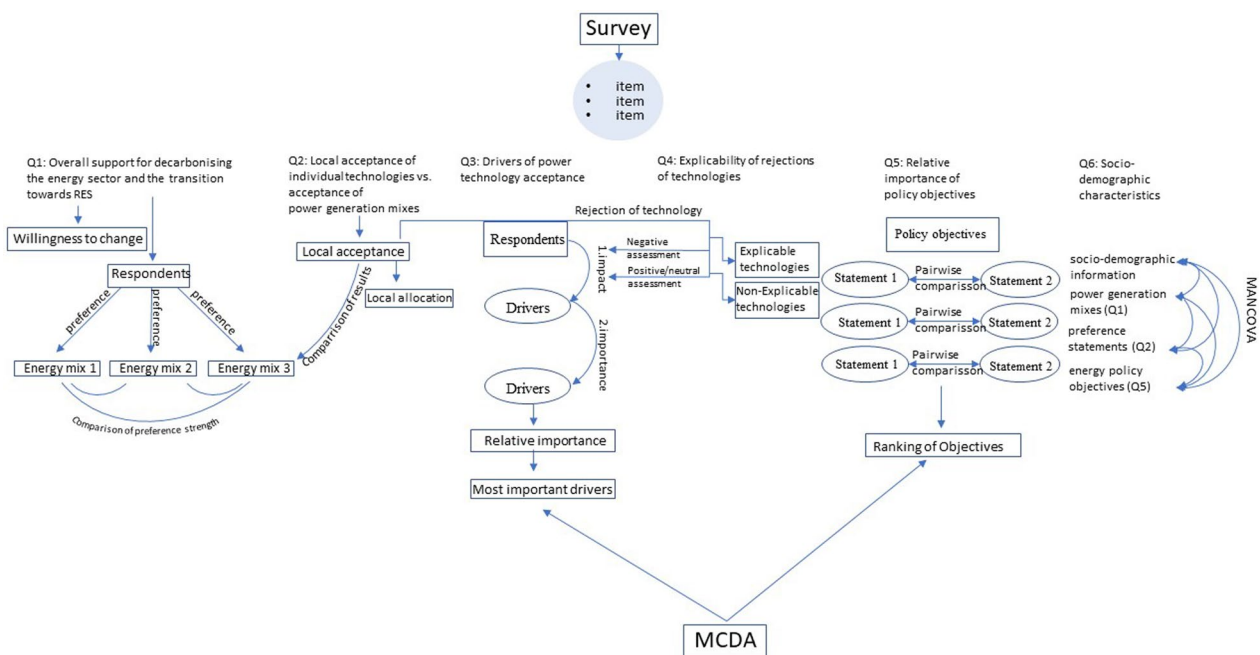 Survey
• item
• item
• item
Q1: Overall support for decarbonising
the energy sector and the transition
towards RES
Willingness to change
Respondents
preference
preference
preference
Energy mix 1
Energy mix 2
Energy mix 3
Comparison of preference strength
Q2: Local acceptance of
individual technologies vs.
acceptance of
power generation mixes
Local acceptance
Local allocation
Comparrison of results
Q3: Drivers of power
technology acceptance
Respondents
1.impact
Drivers
2.importance
Drivers
Relative importance
Most important drivers
Q4: Explicability of rejections
of technologies
Rejection of technology
Negative
assessment
Positive/neutral
assessment
Explicable
technologies
Non-Explicable
technologies
Q5: Relative
importance of
policy objectives
Policy objectives
Statement 1
Pairwise
comparisson
Statement 2
Statement 1
Pairwise
comparisson
Statement 2
Statement 1
Pairwise
comparisson
Statement 2
Ranking of Objectives
Q6: Socio-
demographic
characteristics
socio-demographic
information
power generation
mixes (Q1)
preference
statements (Q2)
energy policy
objectives (Q5)
MANCOVA
MCDA